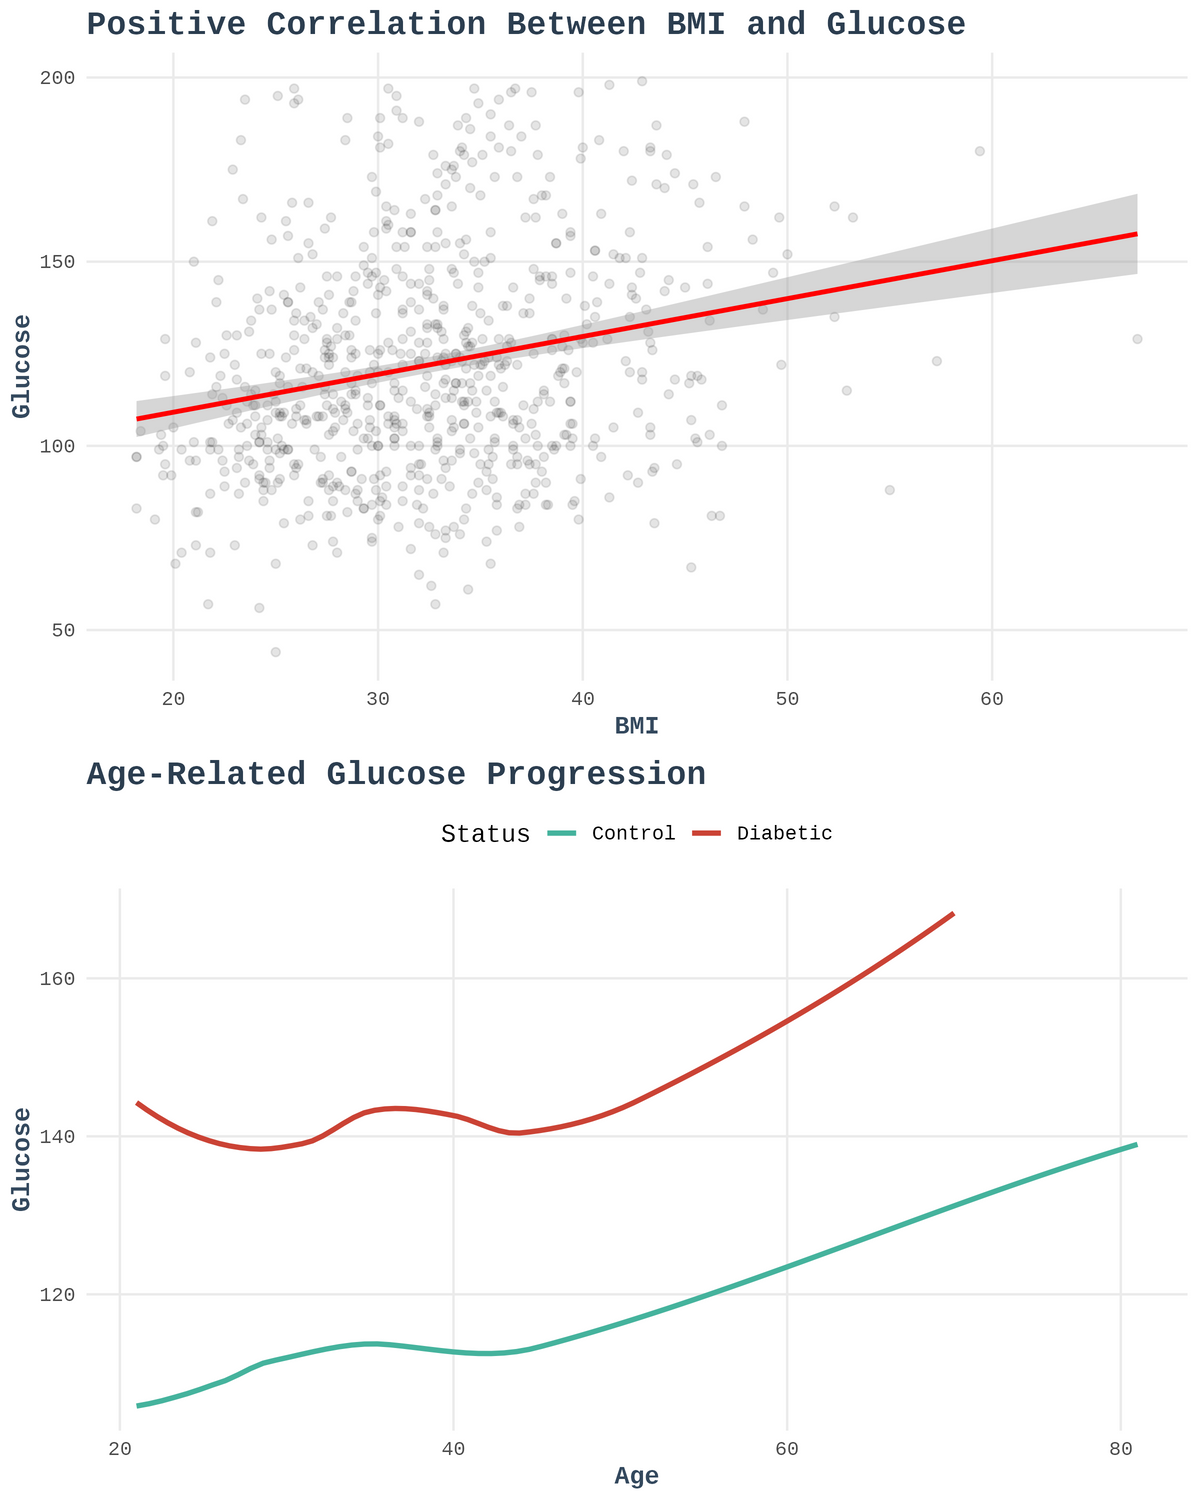 Positive Correlation Between BMI and Glucose
200
150
100
50
Glucose
20 30 40 50 60
BMI
Age-Related Glucose Progression
Status Control Diabetic
160
140
120
Glucose
20 40 60 80
Age